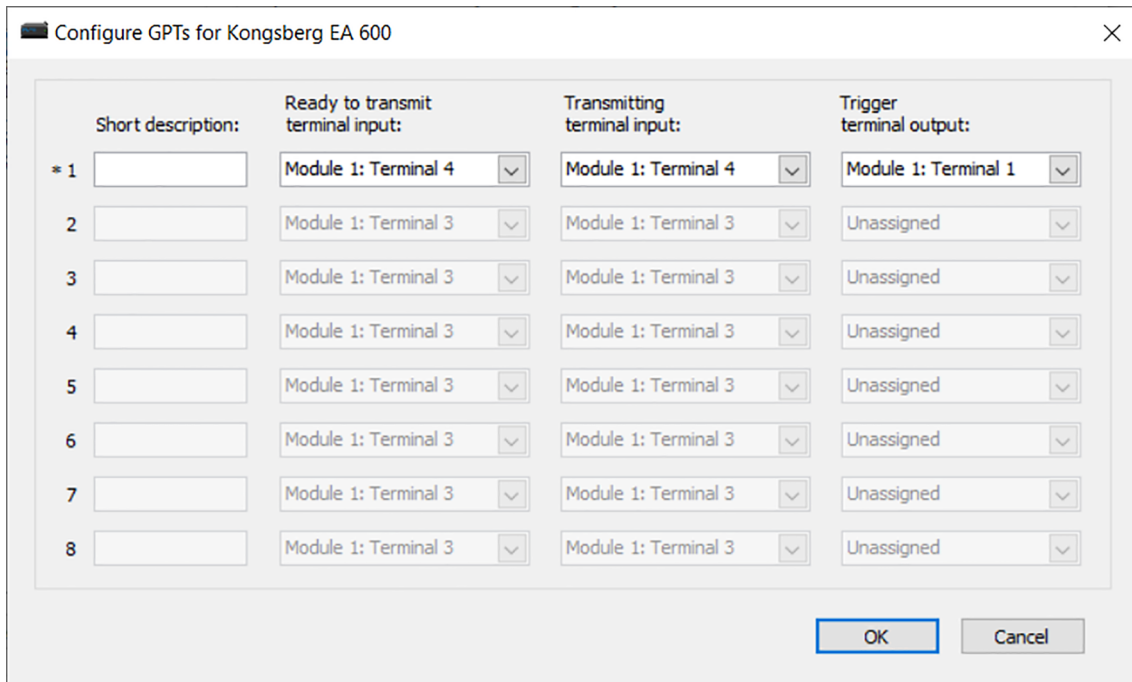 Configure GPTs for Kongsberg EA 600
Short description:
Ready to transmit
terminal input:
Transmitting
terminal input:
Trigger
terminal output:
* 1 Module 1: Terminal 4 Module 1: Terminal 4 Module 1: Terminal 1
2 Module 1: Terminal 3 Module 1: Terminal 3 Unassigned
3 Module 1: Terminal 3 Module 1: Terminal 3 Unassigned
4 Module 1: Terminal 3 Module 1: Terminal 3 Unassigned
5 Module 1: Terminal 3 Module 1: Terminal 3 Unassigned
6 Module 1: Terminal 3 Module 1: Terminal 3 Unassigned
7 Module 1: Terminal 3 Module 1: Terminal 3 Unassigned
8 Module 1: Terminal 3 Module 1: Terminal 3 Unassigned
OK Cancel